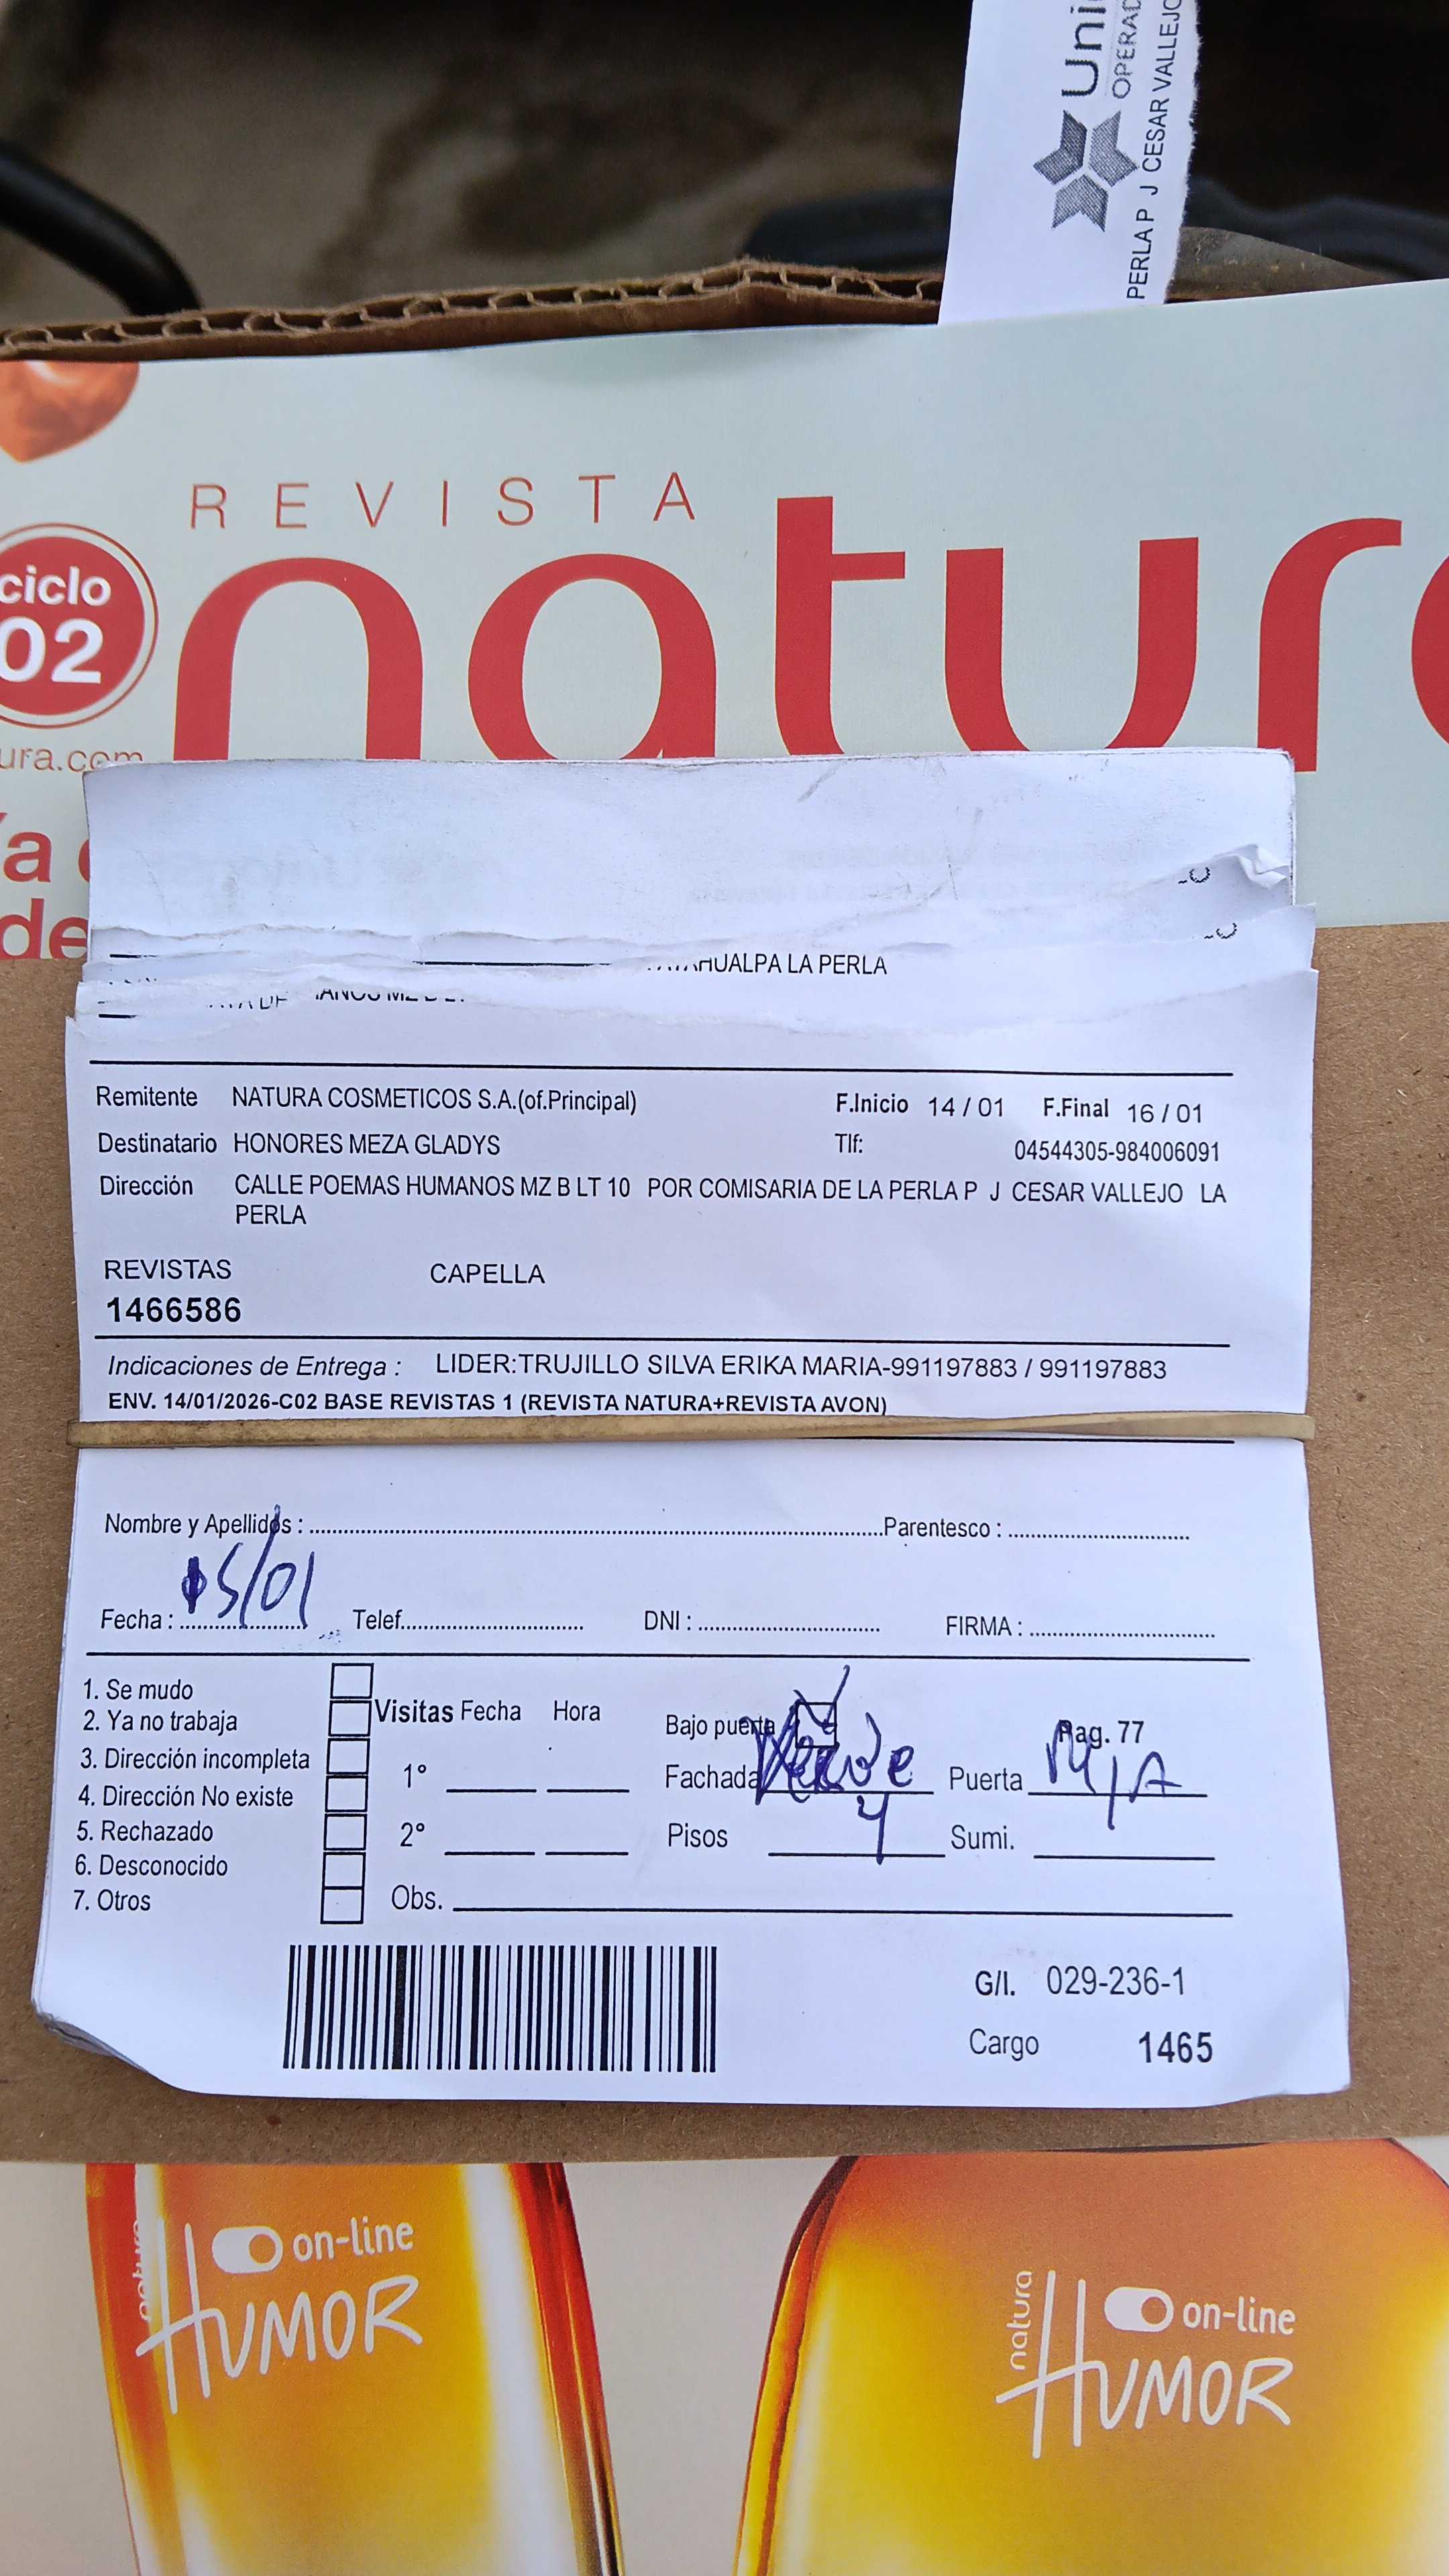 Uni
OPERAD
PERLA P J CESAR VALLEJO
REVISTA
natur
ciclo
02
ura.com
de
HUALPA LA PERLA
Remitente NATURA COSMETICOS S.A.(of.Principal) F.Inicio 14 / 01 F.Final 16 / 01
Destinatario HONORES MEZA GLADYS Tlf: 04544305-984006091
Dirección CALLE POEMAS HUMANOS MZ B LT 10 POR COMISARIA DE LA PERLA P J CESAR VALLEJO LA
PERLA
REVISTAS CAPELLA
1466586
Indicaciones de Entrega : LIDER:TRUJILLO SILVA ERIKA MARIA-991197883 / 991197883
ENV. 14/01/2026-C02 BASE REVISTAS 1 (REVISTA NATURA+REVISTA AVON)
Nombre y Apellidos : Parentesco :
15/01
Fecha : Telef. DNI : FIRMA :
1. Se mudo
2. Ya no trabaja
3. Dirección incompleta
4. Dirección No existe
5. Rechazado
6. Desconocido
7. Otros
Visitas Fecha Hora
1°
2°
Obs.
Bajo puerta Pag. 77
Fachada Puerta M/A
Pisos 4 Sumi.
G/I. 029-236-1
Cargo 1465
natura
on-line
HUMOR
natura
on-line
HUMOR